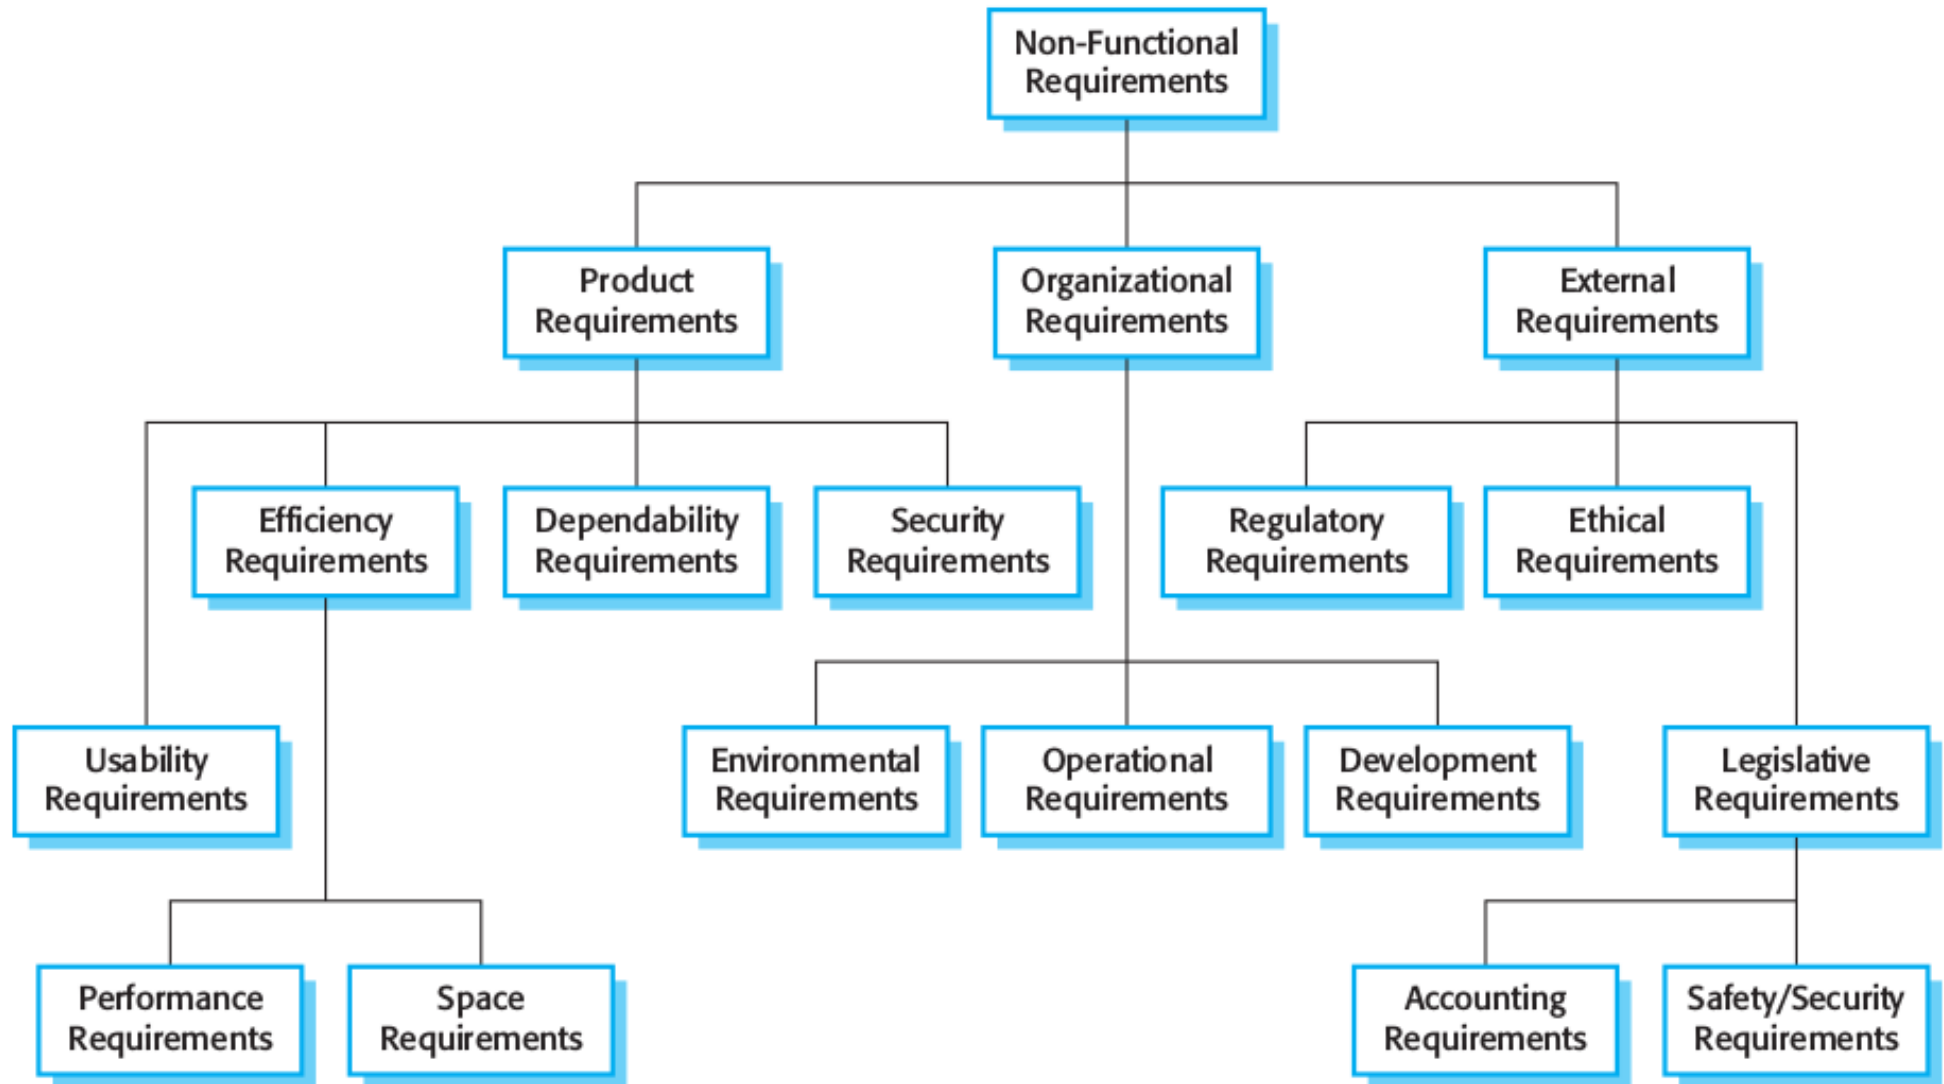 Non-Functional
Requirements
Product
Requirements
Organizational
Requirements
External
Requirements
Efficiency
Requirements
Dependability
Requirements
Security
Requirements
Regulatory
Requirements
Ethical
Requirements
Usability
Requirements
Environmental
Requirements
Operational
Requirements
Development
Requirements
Legislative
Requirements
Performance
Requirements
Space
Requirements
Accounting
Requirements
Safety/Security
Requirements